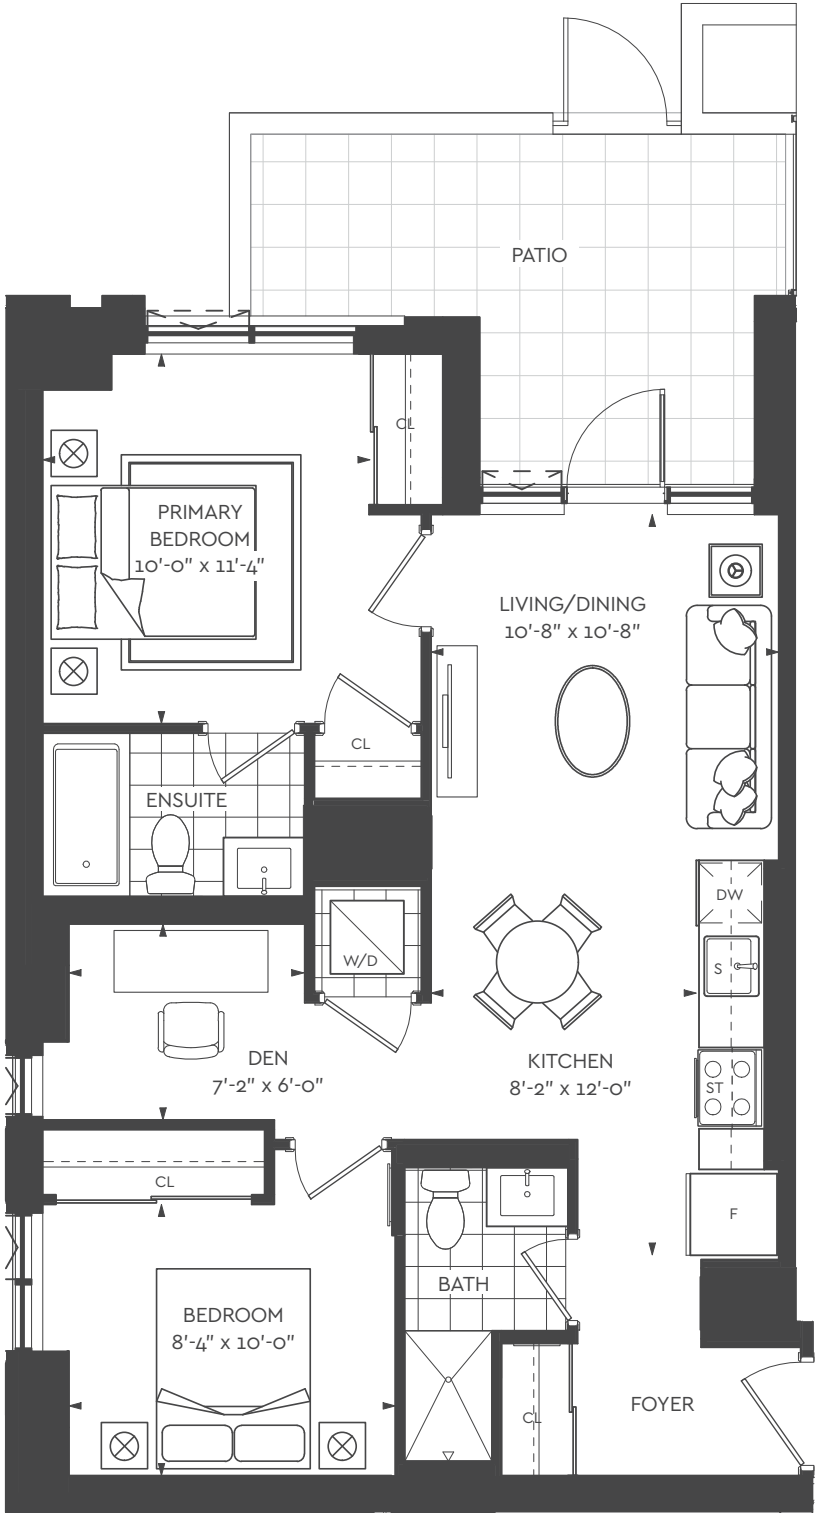 PATIO
CL
PRIMARY
BEDROOM
10'-0" x 11'-4"
LIVING/DINING
10'-8" x 10'-8"
CL
ENSUITE
DW
W/D
S
DEN
7'-2" x 6'-0"
KITCHEN
8'-2" x 12'-0"
ST
CL
F
BATH
BEDROOM
8'-4" x 10'-0"
FOYER
CL